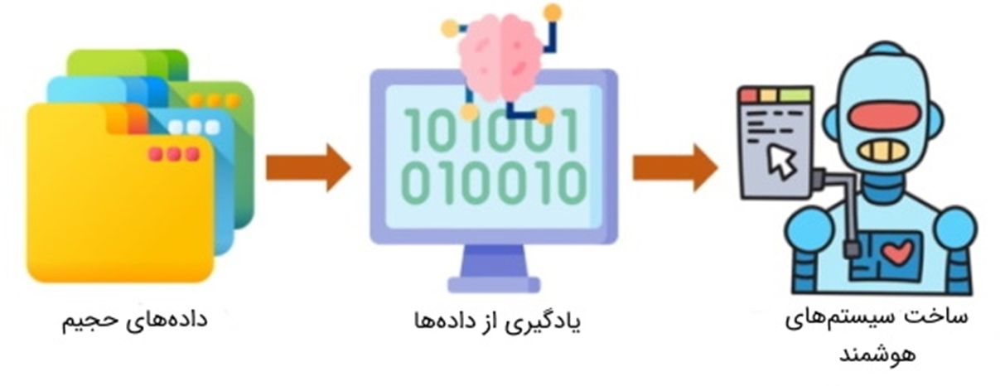 101001
010010
داده‌های حجیم
یادگیری از داده‌ها
ساخت سیستم‌های
هوشمند